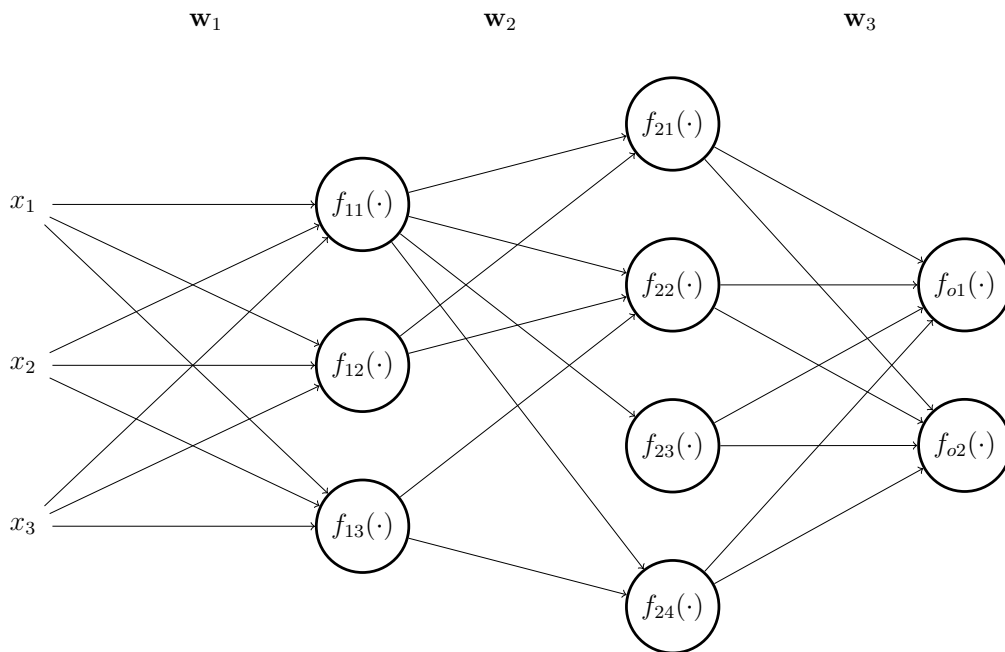 w₁ w₂ w₃
f₂₁(·)
x₁ f₁₁(·)
f₂₂(·) fₒ₁(·)
x₂ f₁₂(·)
f₂₃(·) fₒ₂(·)
x₃ f₁₃(·)
f₂₄(·)